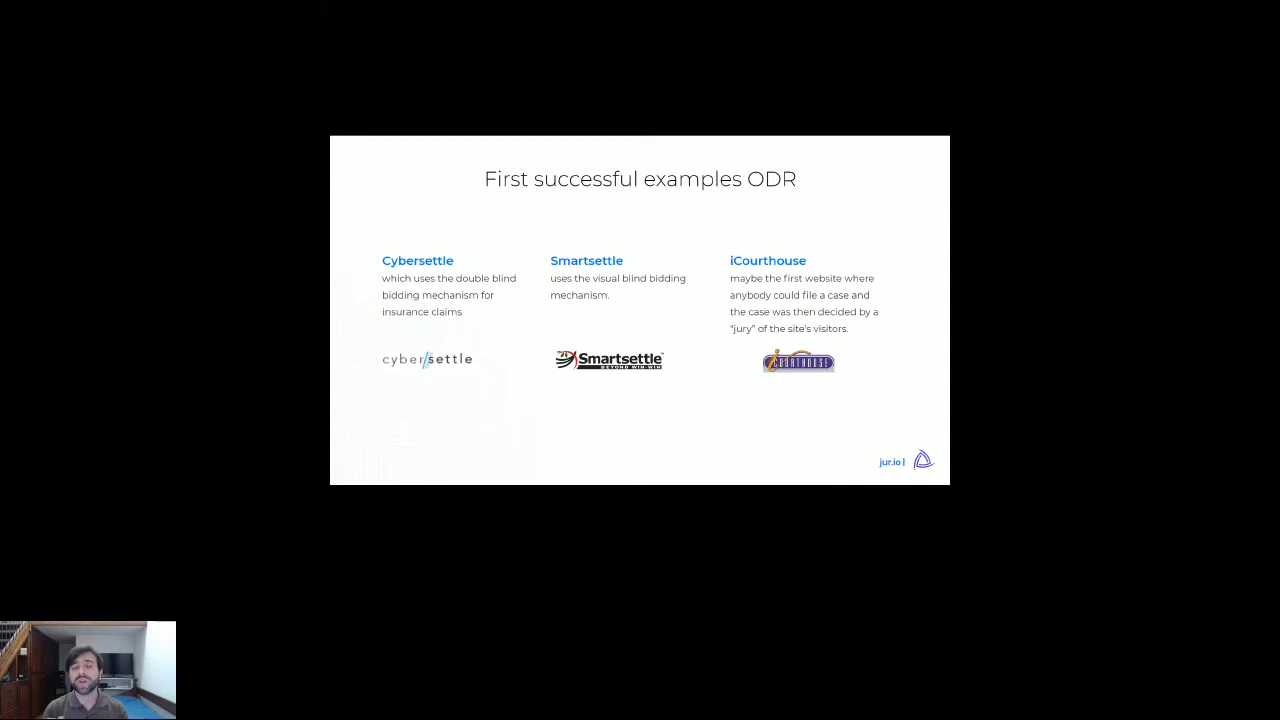 First successful examples ODR
Cybersettle
which uses the double blind
bidding mechanism for
insurance claims
cyber/settle
Smartsettle
uses the visual blind bidding
mechanism.
Smartsettle™
BEYOND WIN-WIN
iCourthouse
maybe the first website where
anybody could file a case and
the case was then decided by a
“jury” of the site's visitors.
iCOURTHOUSE
jur.io |